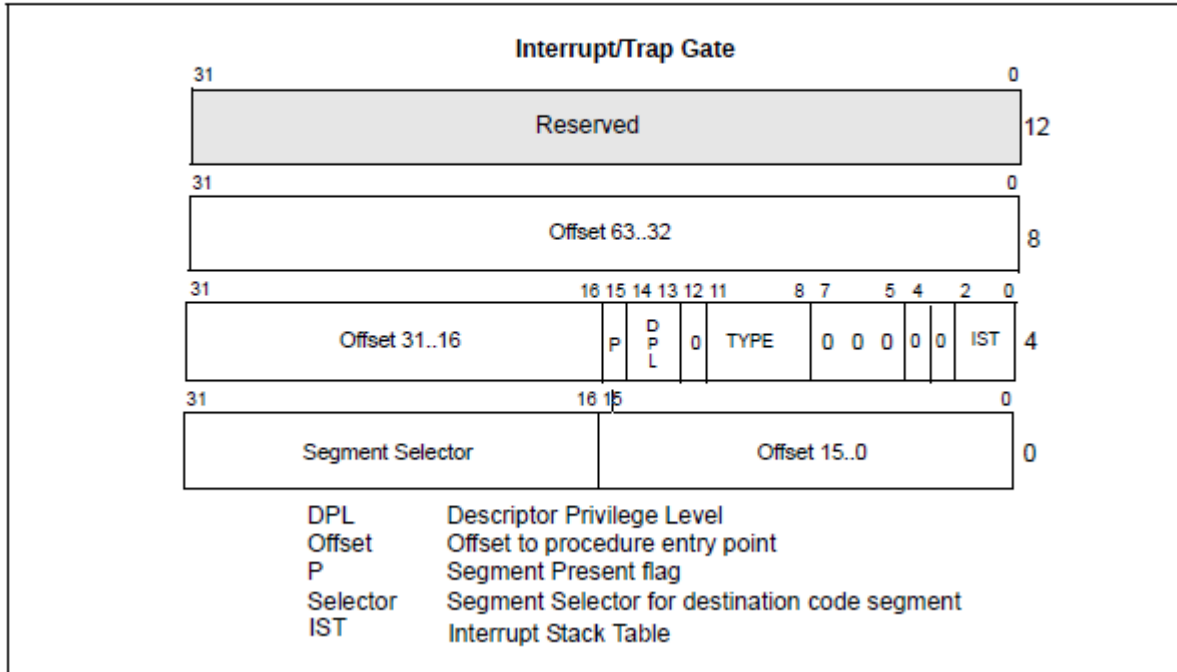 Interrupt/Trap Gate
31 0
Reserved 12
31 0
Offset 63..32 8
31 16 15 14 13 12 11 8 7 5 4 2 0
Offset 31..16 P DPL 0 TYPE 0 0 0 0 0 IST 4
31 16 15 0
Segment Selector Offset 15..0 0
DPL Descriptor Privilege Level
Offset Offset to procedure entry point
P Segment Present flag
Selector Segment Selector for destination code segment
IST Interrupt Stack Table